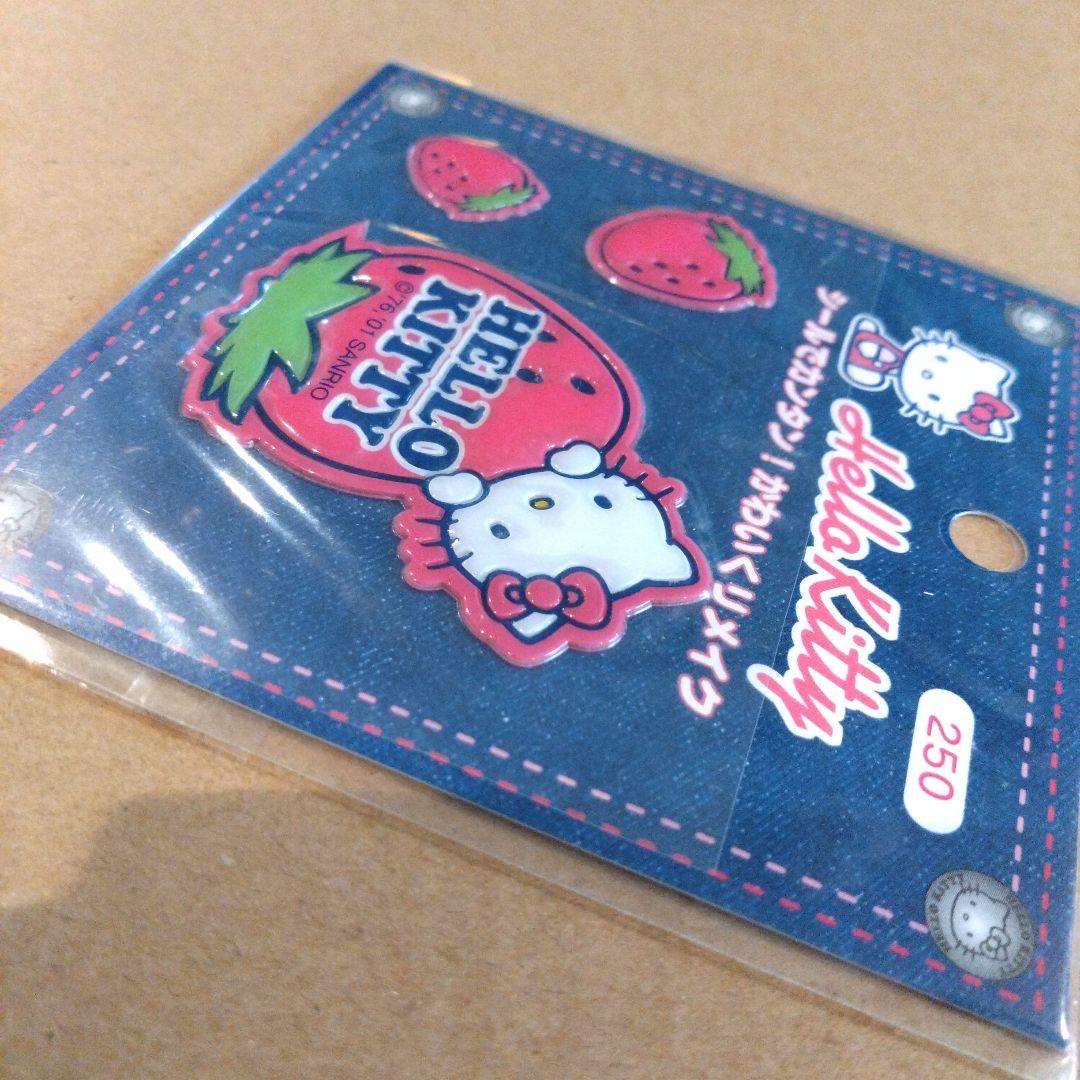 Hello Kitty
250
シールでカンタン!かわいくリメイク
HELLO
KITTY
©'76,'01 SANRIO